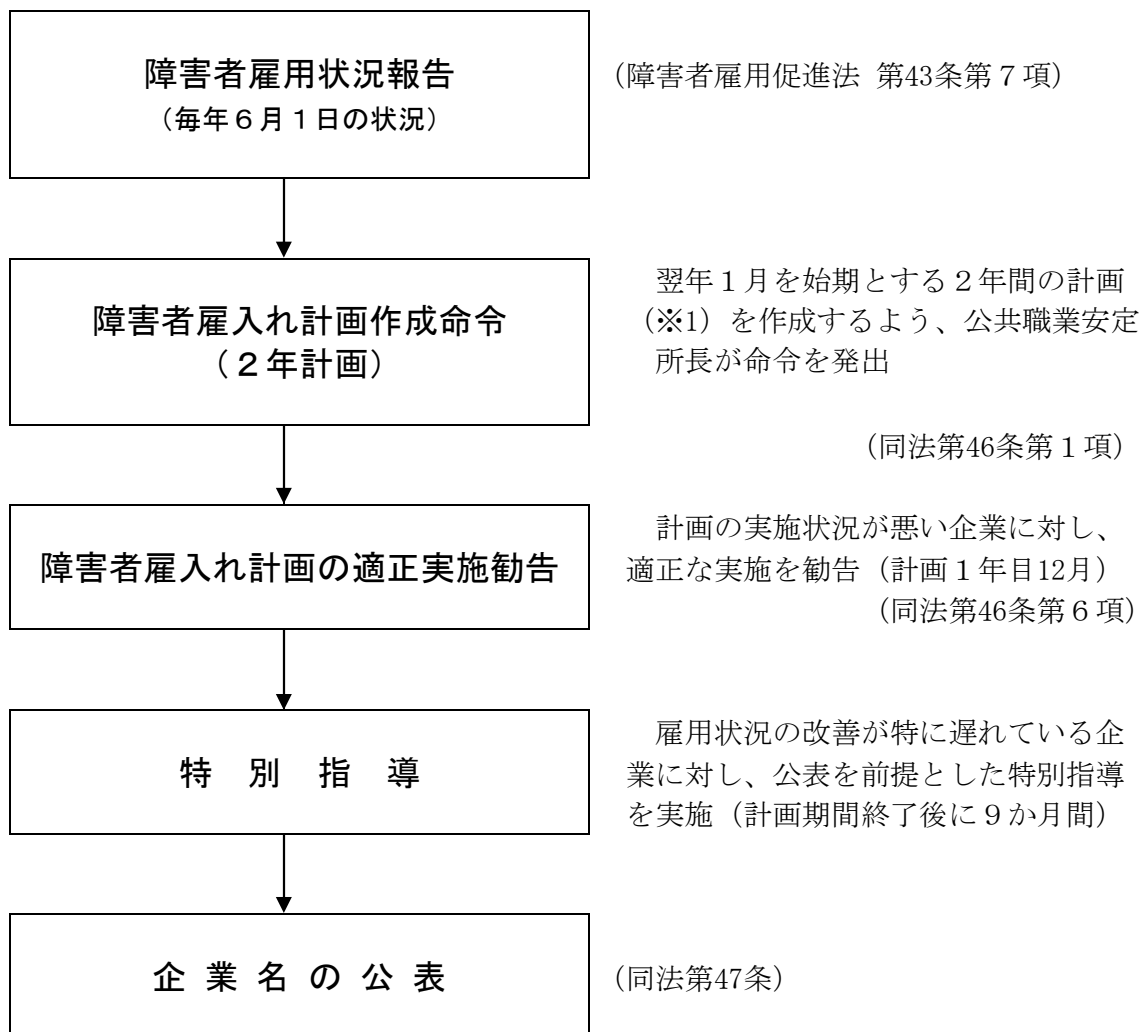 障害者雇用状況報告
（毎年６月１日の状況）
（障害者雇用促進法 第43条第７項）
障害者雇入れ計画作成命令
（２年計画）
翌年１月を始期とする２年間の計画
（※1）を作成するよう、公共職業安定
所長が命令を発出
（同法第46条第１項）
障害者雇入れ計画の適正実施勧告
計画の実施状況が悪い企業に対し、
適正な実施を勧告（計画１年目12月）
（同法第46条第６項）
特 別 指 導
雇用状況の改善が特に遅れている企
業に対し、公表を前提とした特別指導
を実施（計画期間終了後に９か月間）
企 業 名 の 公 表
（同法第47条）